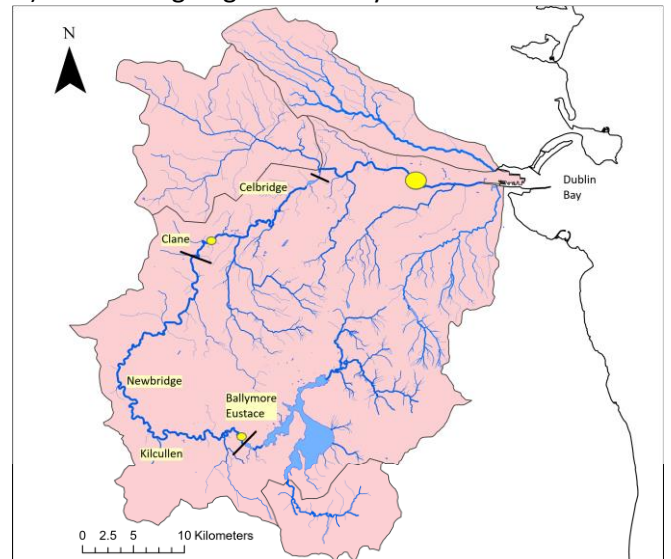 N
Celbridge
Dublin
Bay
Clane
Newbridge
Ballymore
Eustace
Kilcullen
0 2.5 5 10 Kilometers